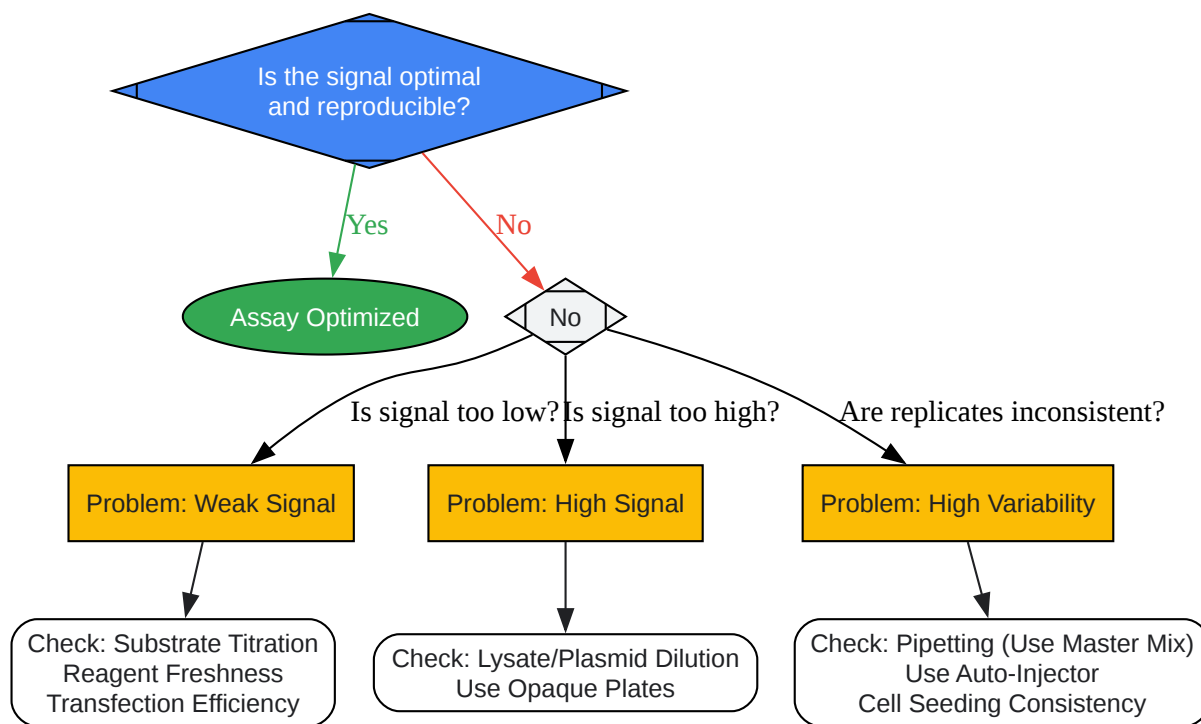 Is the signal optimal
and reproducible?
Yes
No
Assay Optimized
No
Is signal too low?
Is signal too high?
Are replicates inconsistent?
Problem: Weak Signal
Problem: High Signal
Problem: High Variability
Check: Substrate Titration
Reagent Freshness
Transfection Efficiency
Check: Lysate/Plasmid Dilution
Use Opaque Plates
Check: Pipetting (Use Master Mix)
Use Auto-Injector
Cell Seeding Consistency